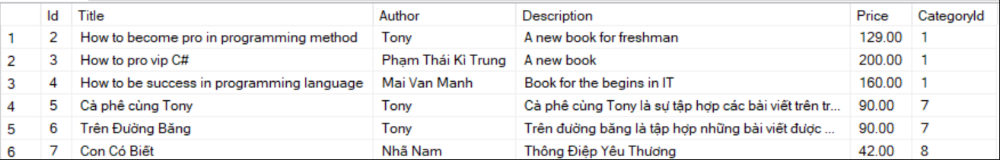 Id Title Author Description Price CategoryId
1 2 How to become pro in programming method Tony A new book for freshman 129.00 1
2 3 How to pro vip C# Phạm Thái Kì Trung A new book 200.00 1
3 4 How to be success in programming language Mai Van Manh Book for the begins in IT 160.00 1
4 5 Cà phê cùng Tony Tony Cà phê cùng Tony là sự tập hợp các bài viết trên tr... 90.00 7
5 6 Trên Đường Băng Tony Trên đường băng là tập hợp những bài viết được ... 90.00 7
6 7 Con Có Biết Nhã Nam Thông Điệp Yêu Thương 42.00 8